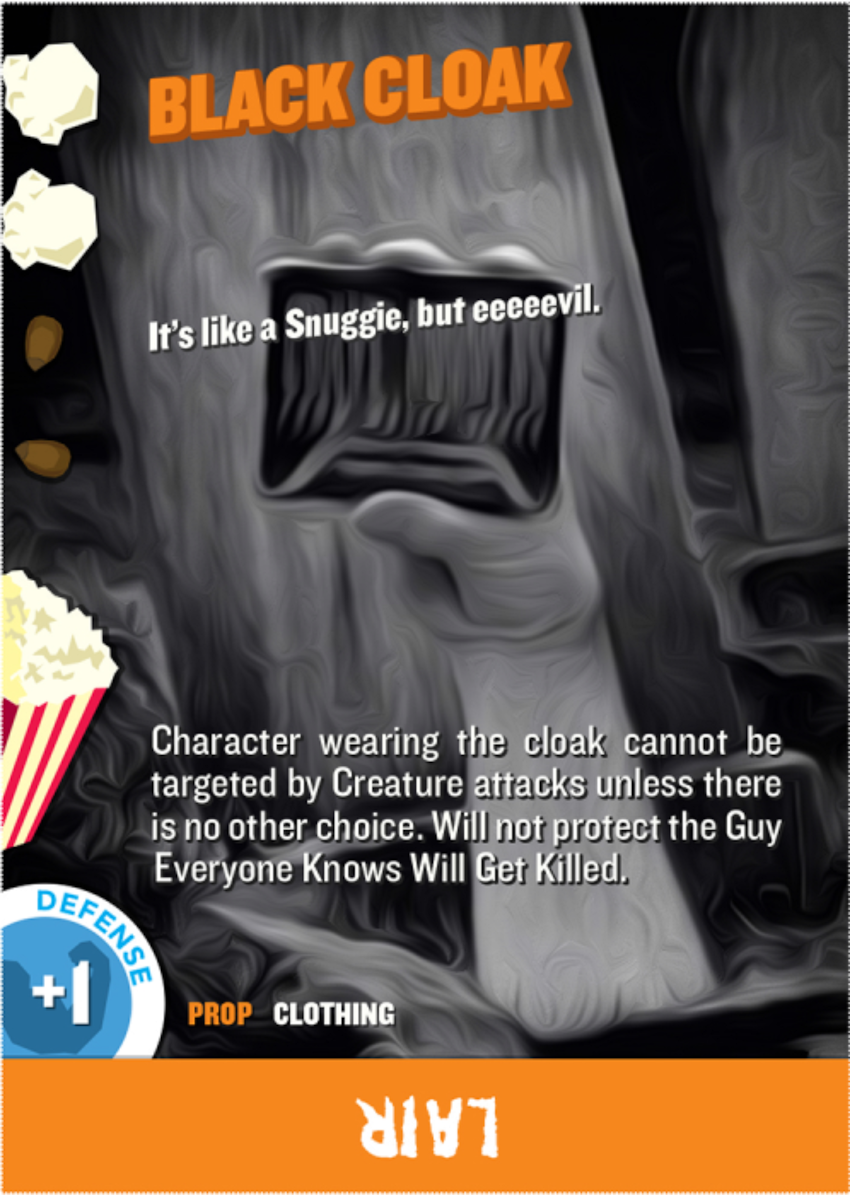 BLACK CLOAK
It's like a Snuggie, but eeeeevil.
Character wearing the cloak cannot be
targeted by Creature attacks unless there
is no other choice. Will not protect the Guy
Everyone Knows Will Get Killed.
DEFENSE
+1
PROP CLOTHING
LAIR